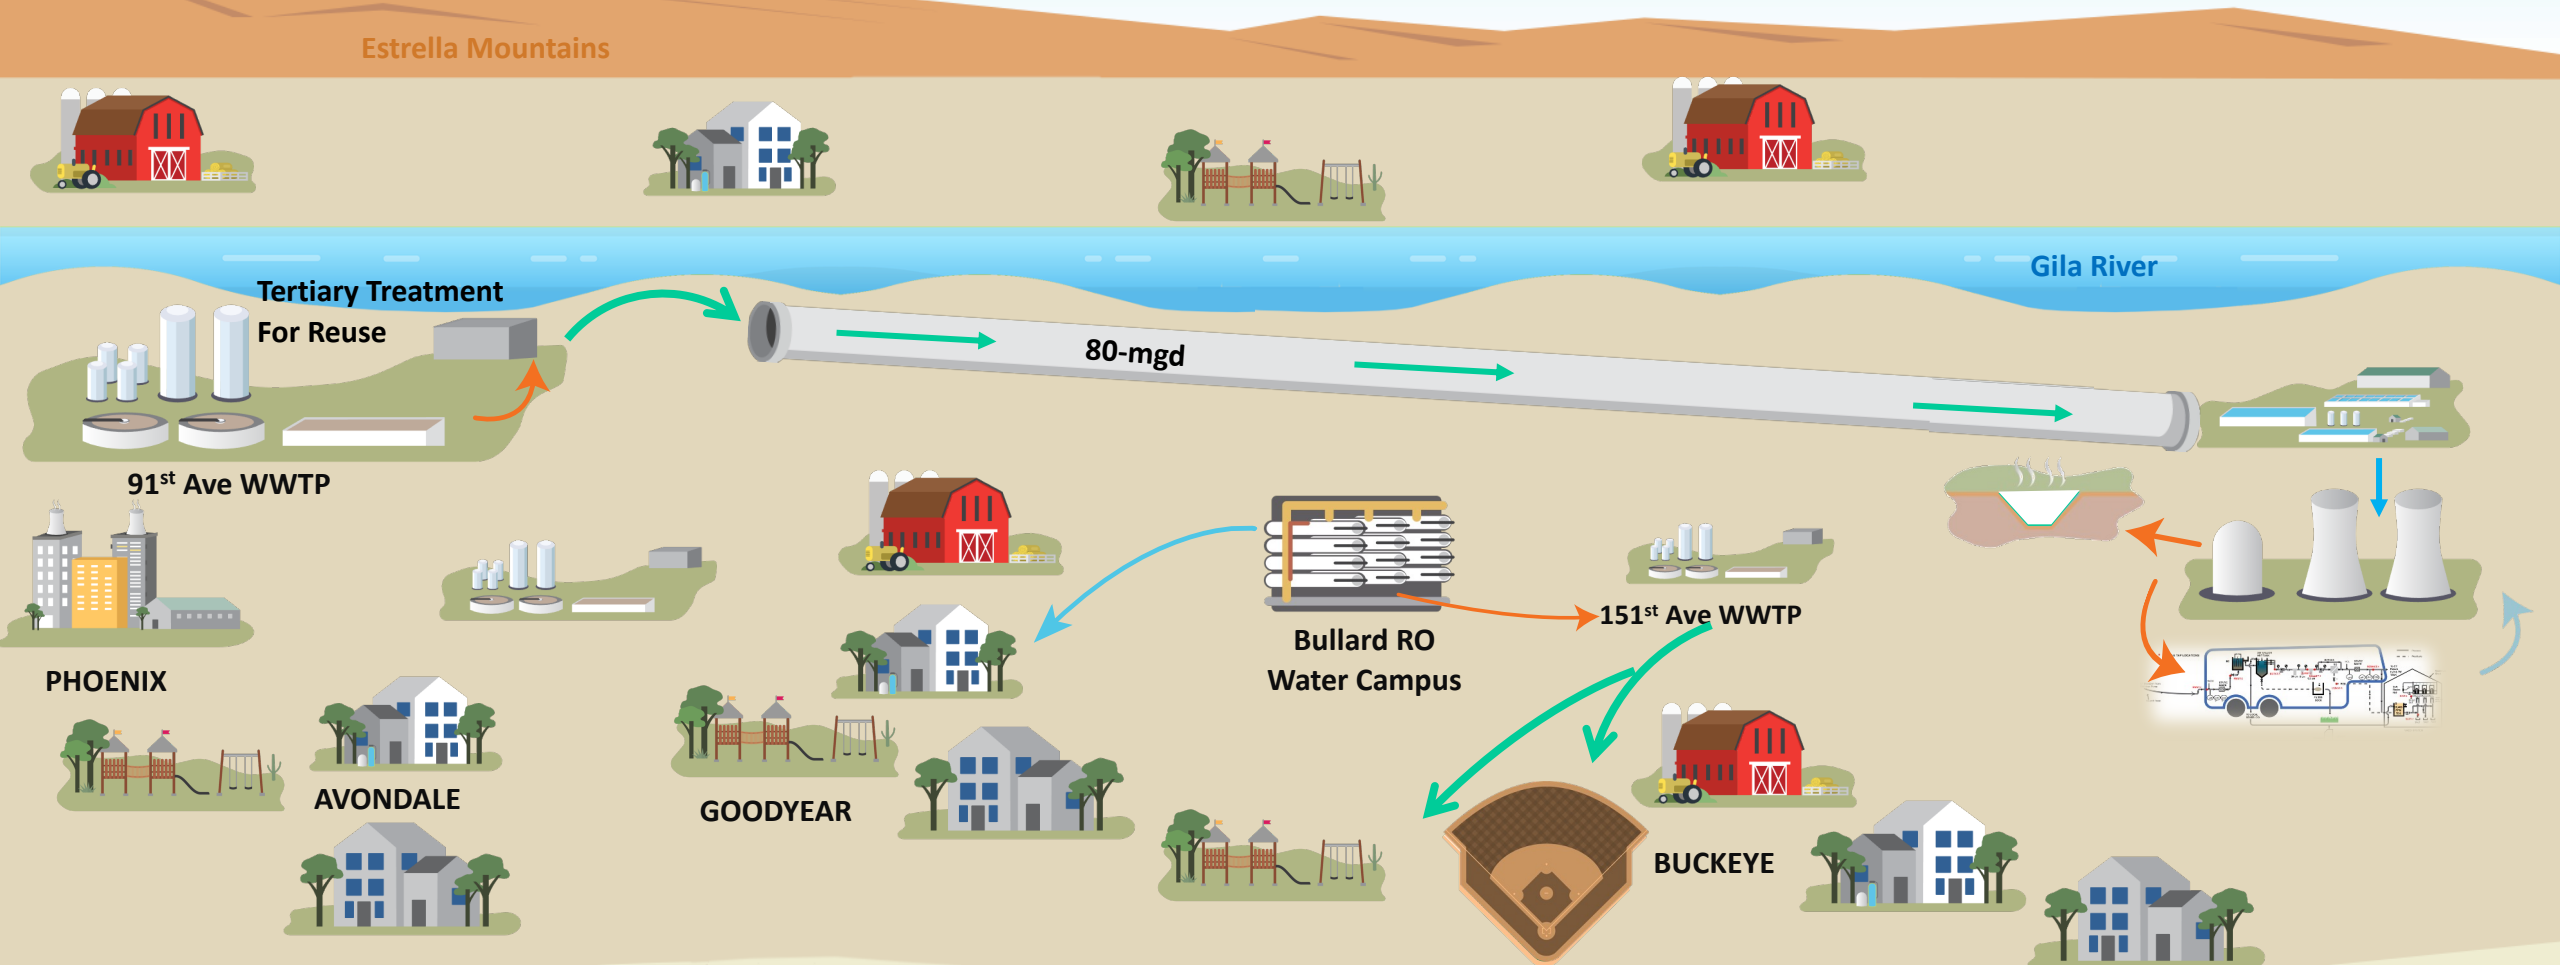 Estrella Mountains
Gila River
Tertiary Treatment
For Reuse
80-mgd
91st Ave WWTP
151st Ave WWTP
Bullard RO
Water Campus
PHOENIX
AVONDALE
GOODYEAR
BUCKEYE